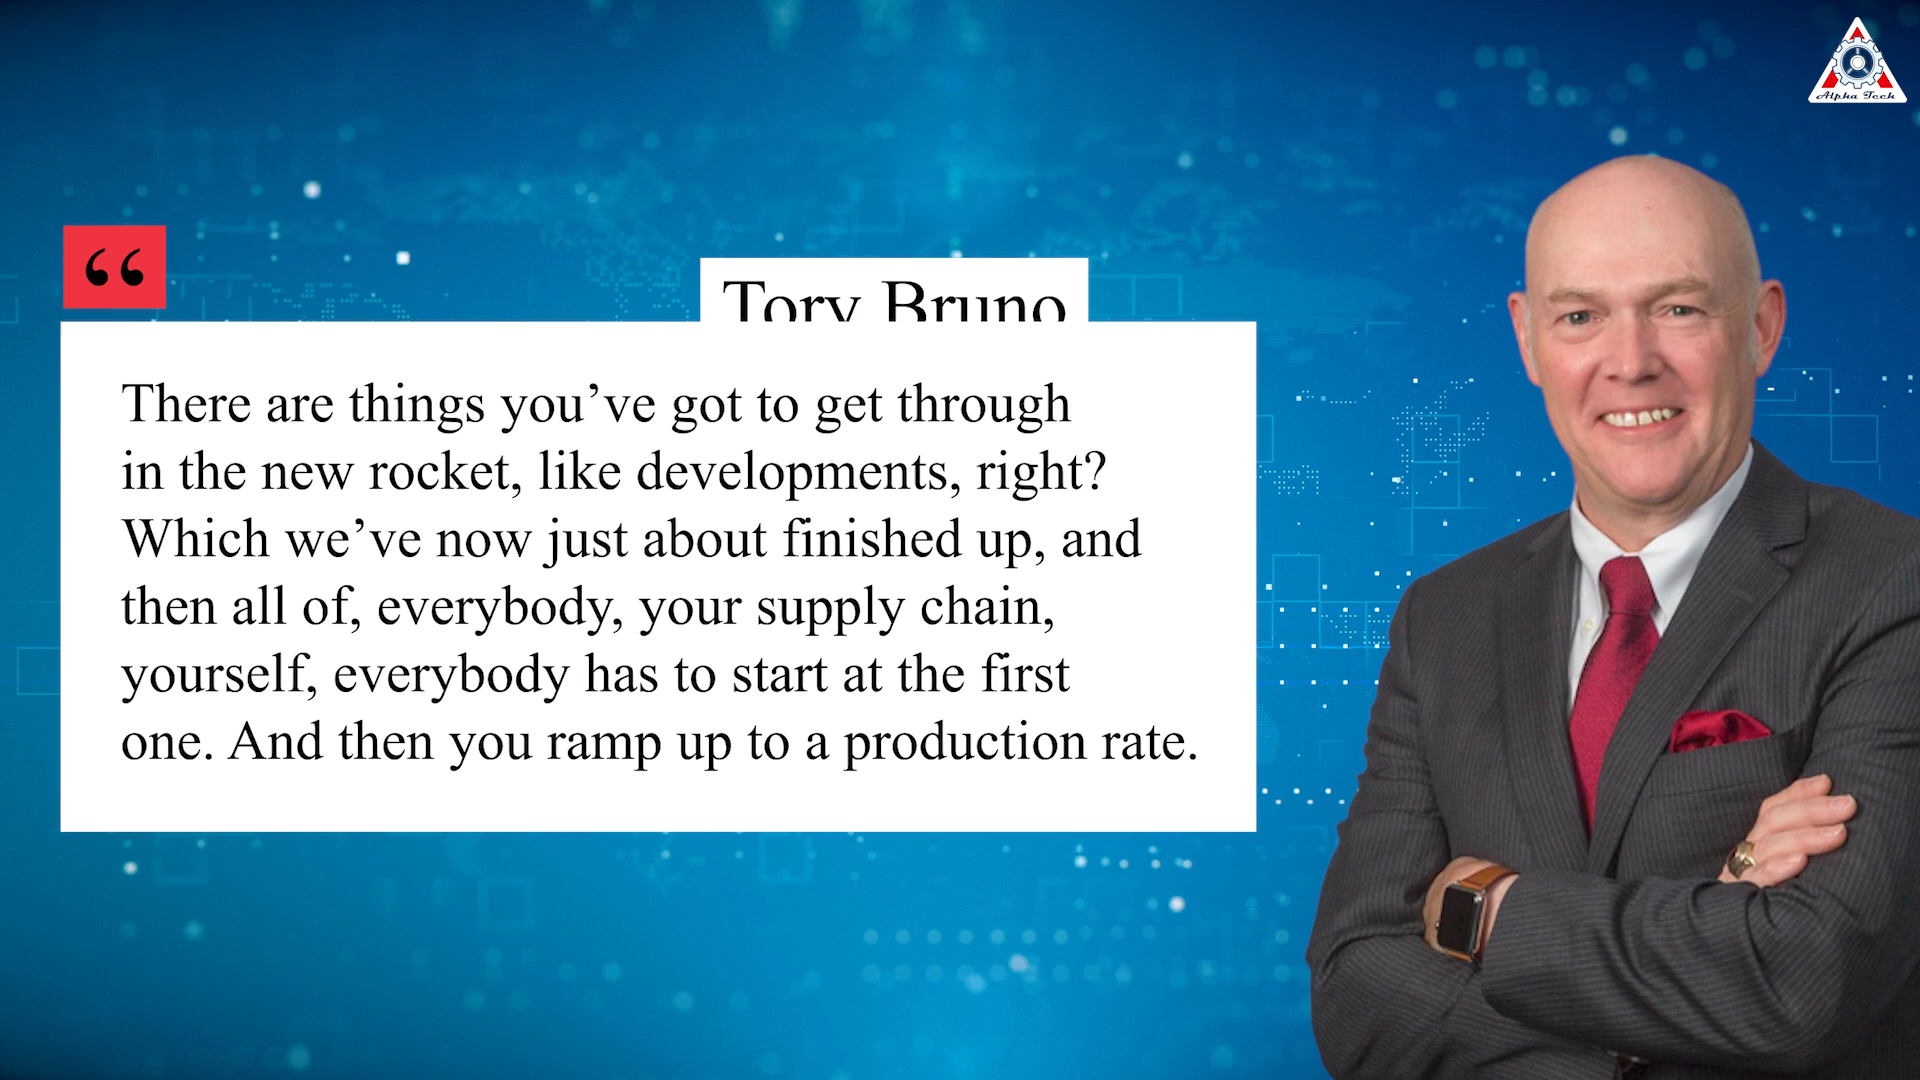 Alpha Tech
“
Tory Bruno
There are things you’ve got to get through
in the new rocket, like developments, right?
Which we’ve now just about finished up, and
then all of, everybody, your supply chain,
yourself, everybody has to start at the first
one. And then you ramp up to a production rate.